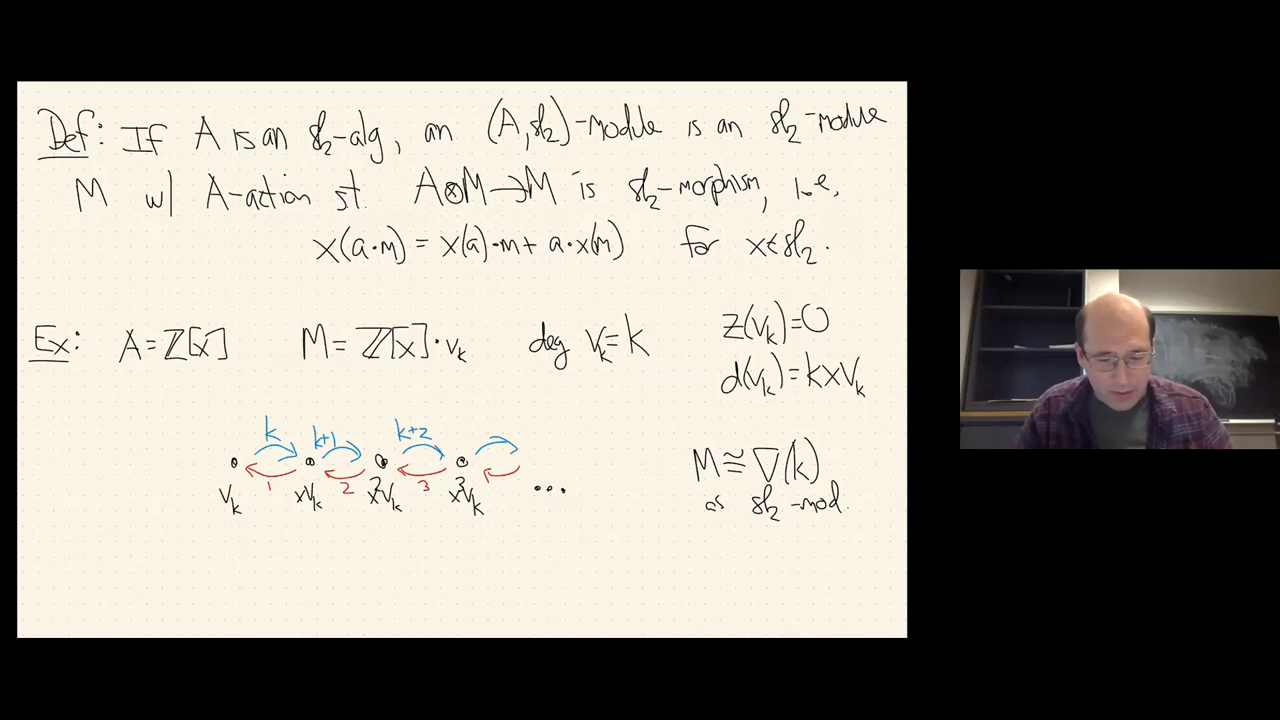 Def: If A is an sl₂-alg, an (A, sl₂)-module is an sl₂-module
M w/ A-action st. A⊗M→M is sl₂-morphism, i.e,
x(a·m) = x(a)·m + a·x(m) for x∈sl₂.
Ex: A = ℤ[x] M = ℤ[x]·vₖ deg vₖ = k z(vₖ) = 0
d(vₖ) = kxvₖ
k k+1 k+2
1 2 3
vₖ xvₖ x²vₖ x³vₖ ...
M ≅ ∇(k)
as sl₂-mod.